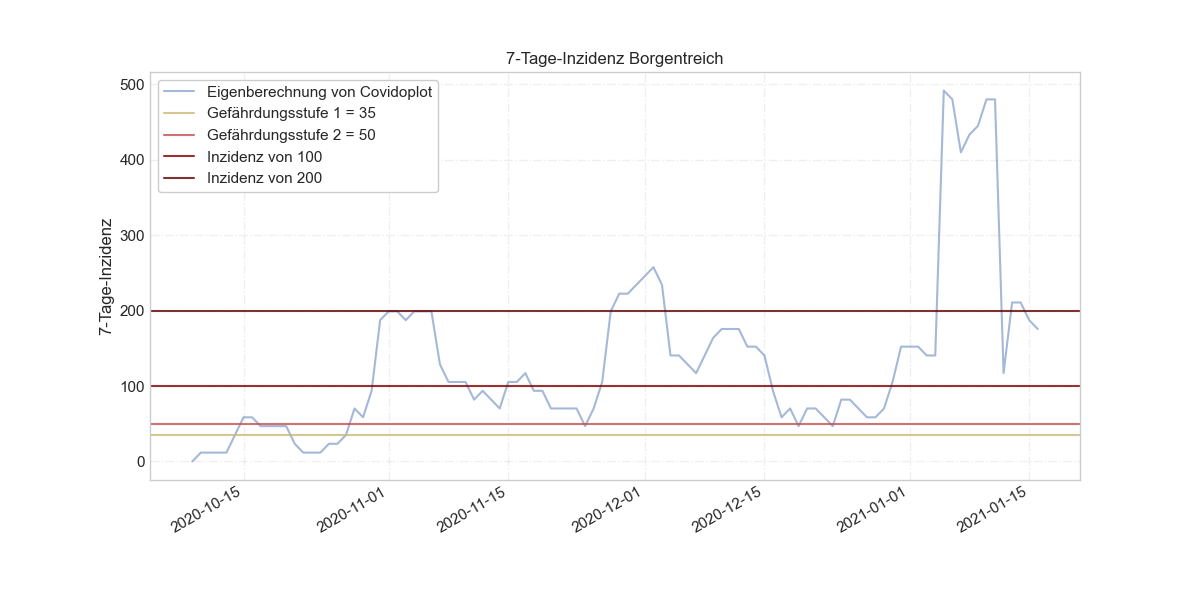 7-Tage-Inzidenz Borgentreich
Eigenberechnung von Covidoplot
Gefährdungsstufe 1 = 35
Gefährdungsstufe 2 = 50
Inzidenz von 100
Inzidenz von 200
7-Tage-Inzidenz
500
400
300
200
100
0
2020-10-15
2020-11-01
2020-11-15
2020-12-01
2020-12-15
2021-01-01
2021-01-15